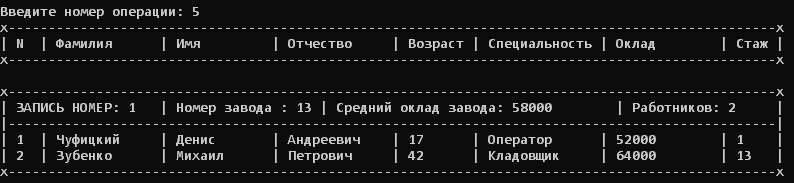 Введите номер операции: 5
x-----------------------------------------------------------------------------------------------x
| N  | Фамилия      | Имя         | Отчество      | Возраст | Специальность | Оклад        | Стаж |
x-----------------------------------------------------------------------------------------------x
x-----------------------------------------------------------------------------------------------x
| ЗАПИСЬ НОМЕР: 1    | Номер завода : 13 | Средний оклад завода: 58000        | Работников: 2     |
|-----------------------------------------------------------------------------------------------|
| 1  | Чуфицкий     | Денис       | Андреевич     | 17      | Оператор      | 52000        | 1    |
| 2  | Зубенко      | Михаил      | Петрович      | 42      | Кладовщик     | 64000        | 13   |
x-----------------------------------------------------------------------------------------------x